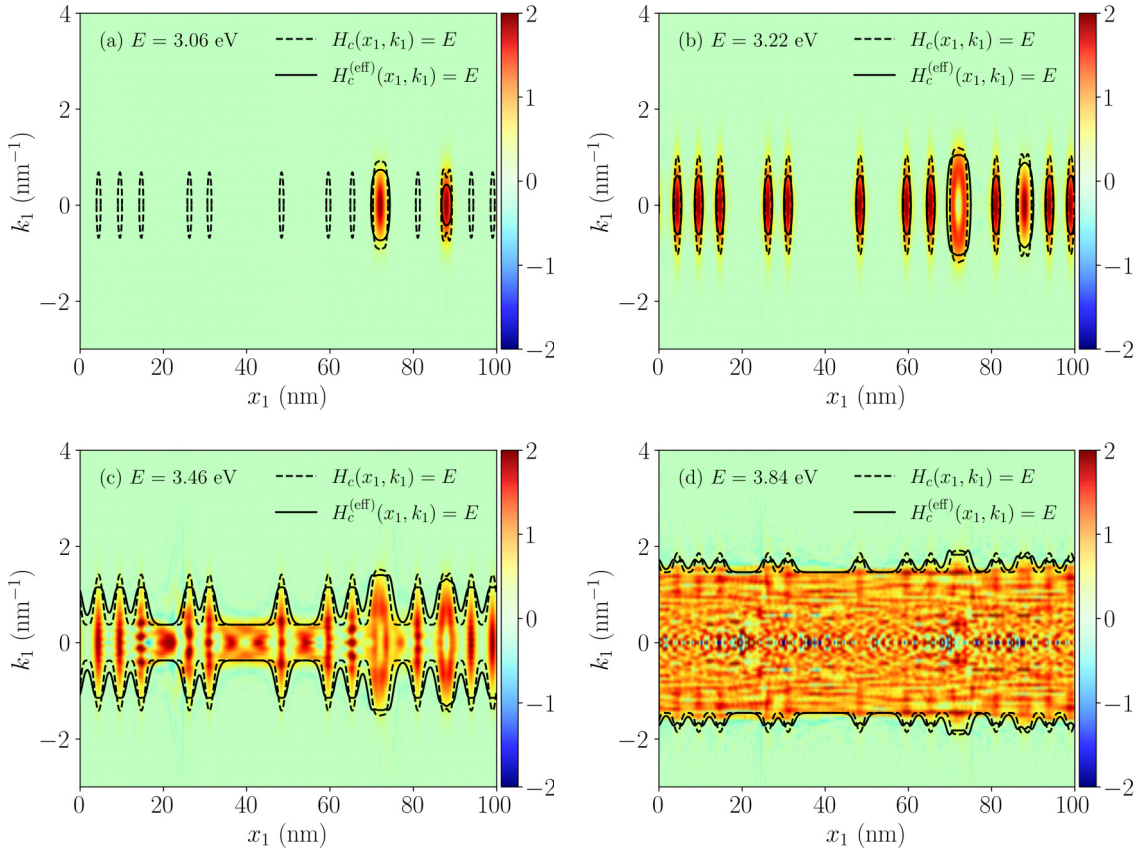 (a) E = 3.06 eV
H_c(x_1, k_1) = E
H_c^{(eff)}(x_1, k_1) = E
4
2
0
−2
k_1 (nm^{−1})
0 20 40 60 80 100
x_1 (nm)
2
1
0
−1
−2
(b) E = 3.22 eV
H_c(x_1, k_1) = E
H_c^{(eff)}(x_1, k_1) = E
4
2
0
−2
k_1 (nm^{−1})
0 20 40 60 80 100
x_1 (nm)
2
1
0
−1
−2
(c) E = 3.46 eV
H_c(x_1, k_1) = E
H_c^{(eff)}(x_1, k_1) = E
4
2
0
−2
k_1 (nm^{−1})
0 20 40 60 80 100
x_1 (nm)
2
1
0
−1
−2
(d) E = 3.84 eV
H_c(x_1, k_1) = E
H_c^{(eff)}(x_1, k_1) = E
4
2
0
−2
k_1 (nm^{−1})
0 20 40 60 80 100
x_1 (nm)
2
1
0
−1
−2